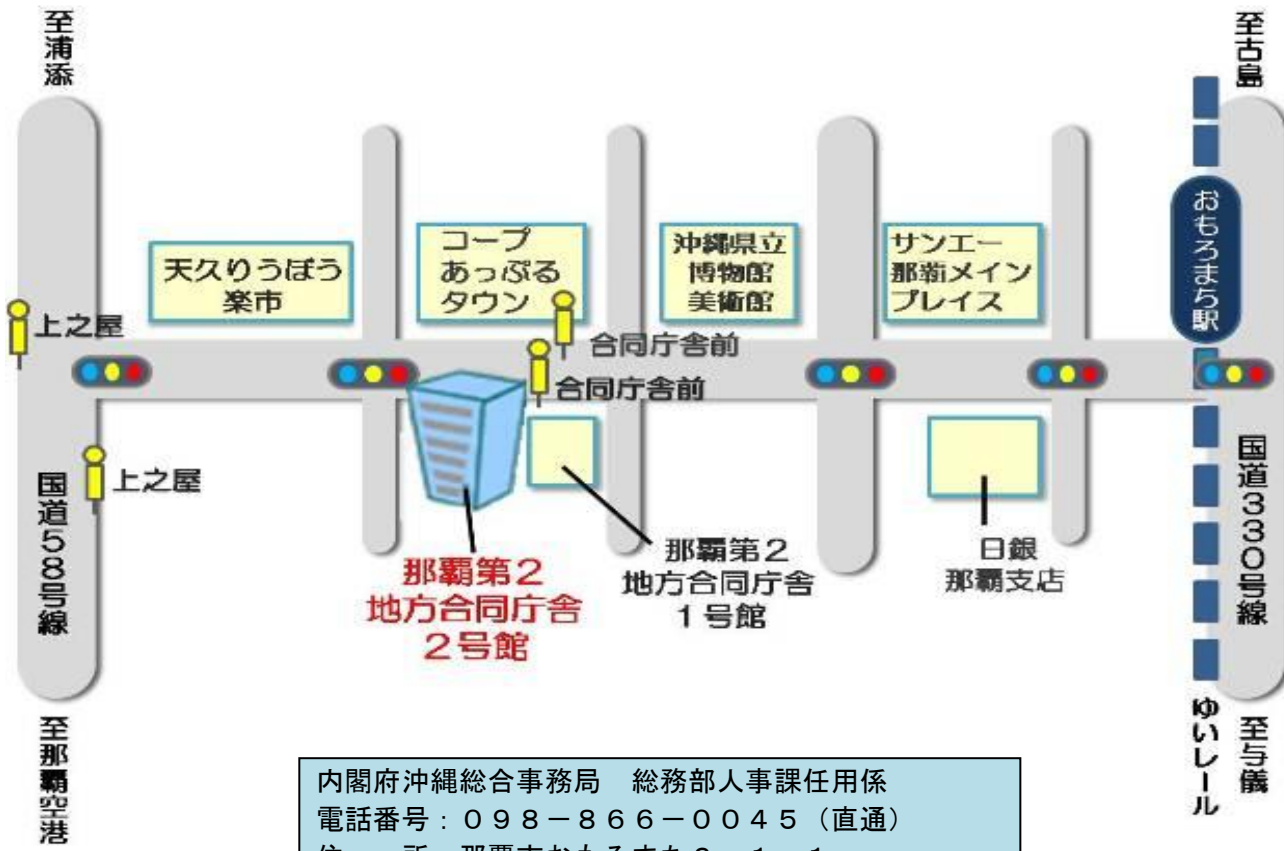 至浦添
至古島
おもろまち駅
天久りうぼう
楽市
コープ
あっぷる
タウン
沖縄県立
博物館
美術館
サンエー
那覇メイン
プレイス
上之屋
合同庁舎前
合同庁舎前
上之屋
国道58号線
国道330号線
那覇第2
地方合同庁舎
2号館
那覇第2
地方合同庁舎
1号館
日銀
那覇支店
至那覇空港
ゆいレール
至与儀
内閣府沖縄総合事務局　総務部人事課任用係
電話番号：０９８－８６６－００４５（直通）